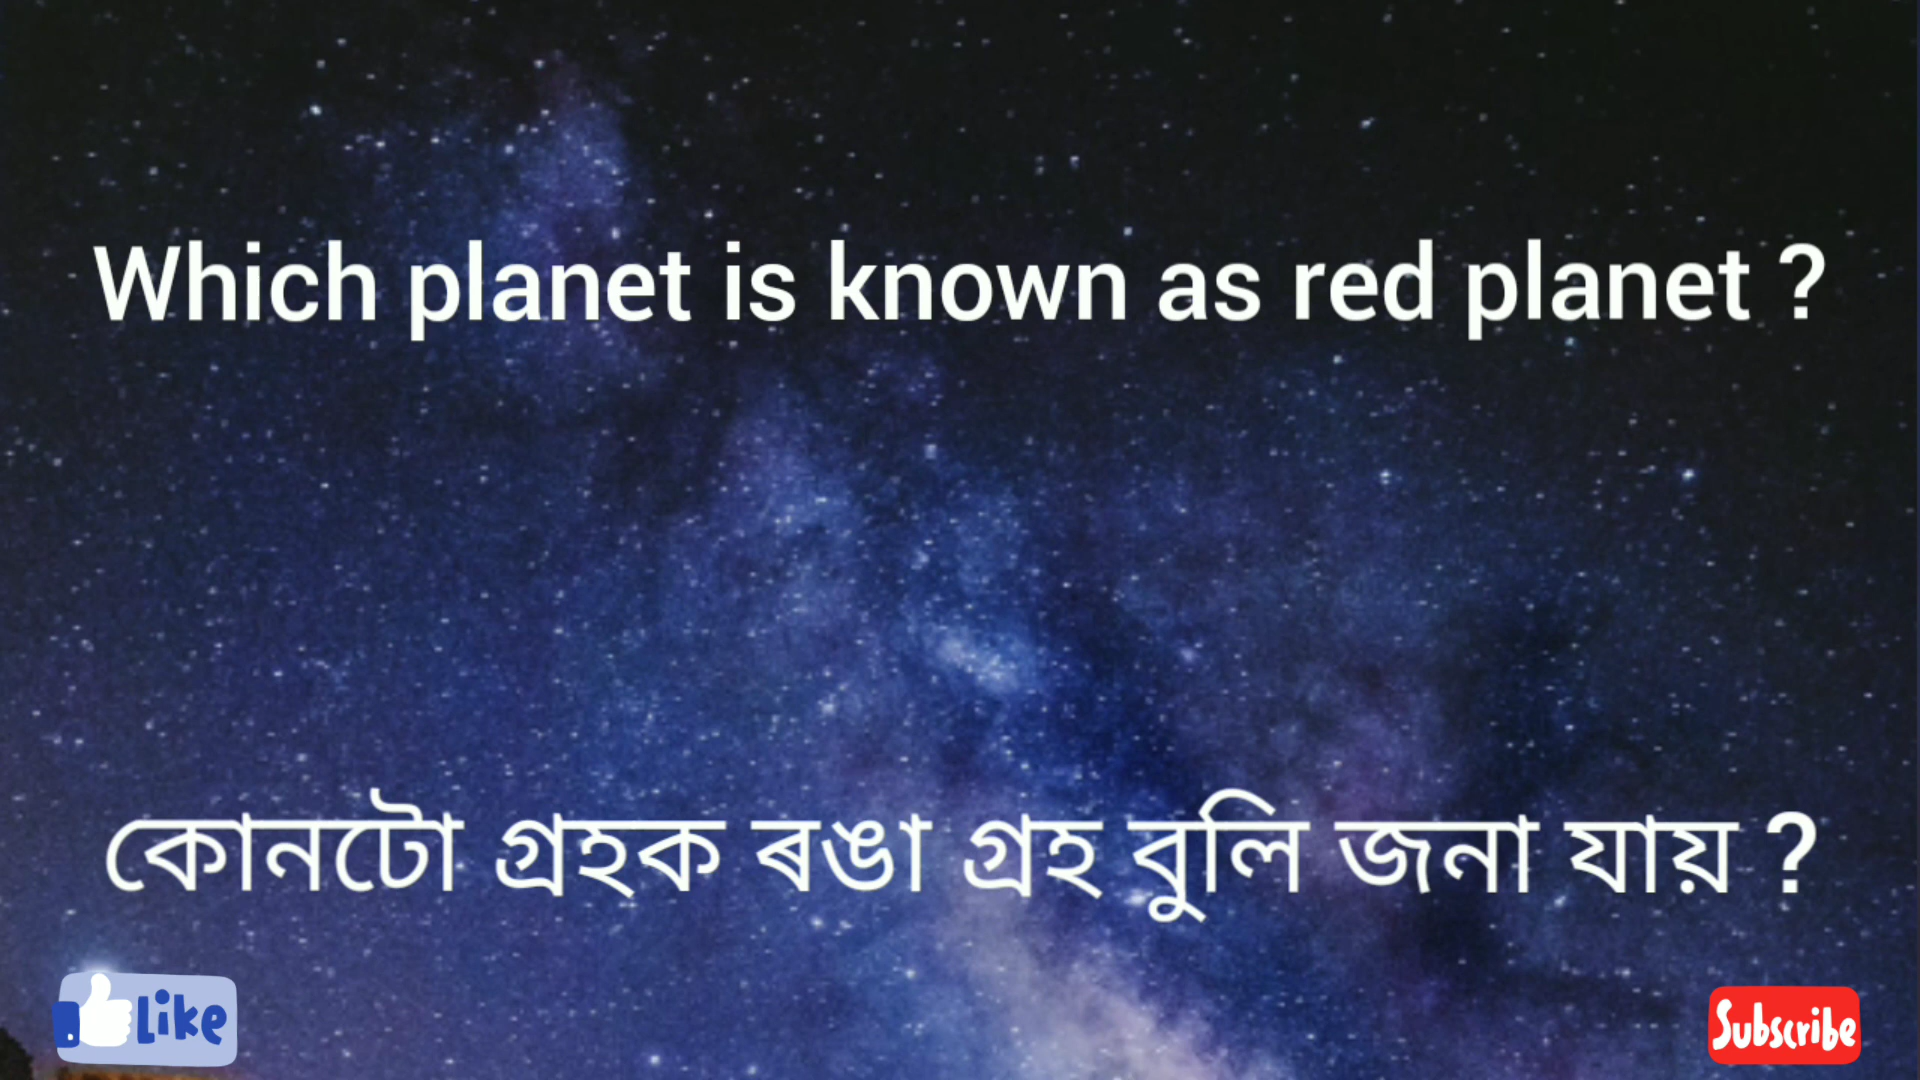 Which planet is known as red planet ?
কোনটো গ্ৰহক ৰঙা গ্ৰহ বুলি জনা যায় ?
Like
Subscribe